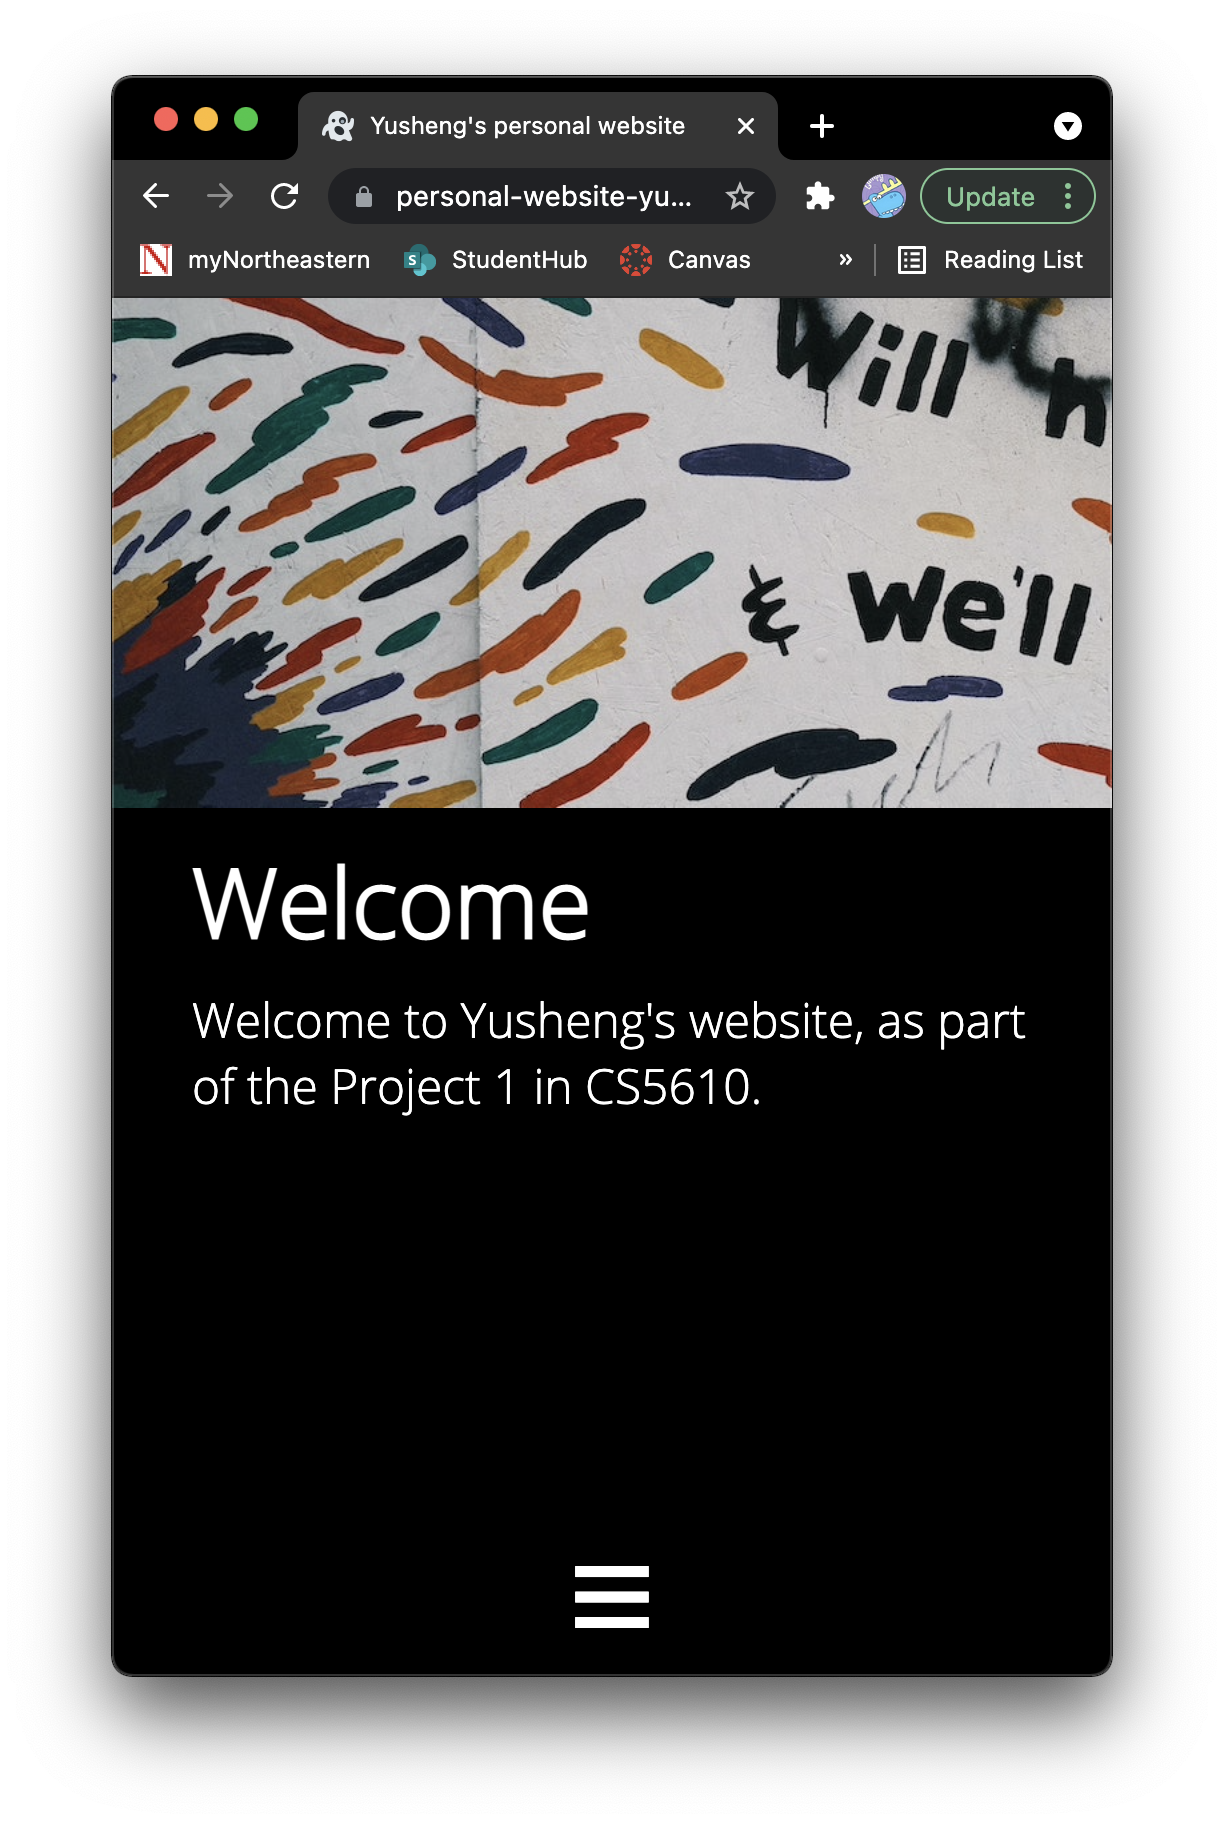 Yusheng's personal website
personal-website-yu...
Update
myNortheastern
StudentHub
Canvas
»
Reading List
Will h
& we'll
Welcome
Welcome to Yusheng's website, as part
of the Project 1 in CS5610.